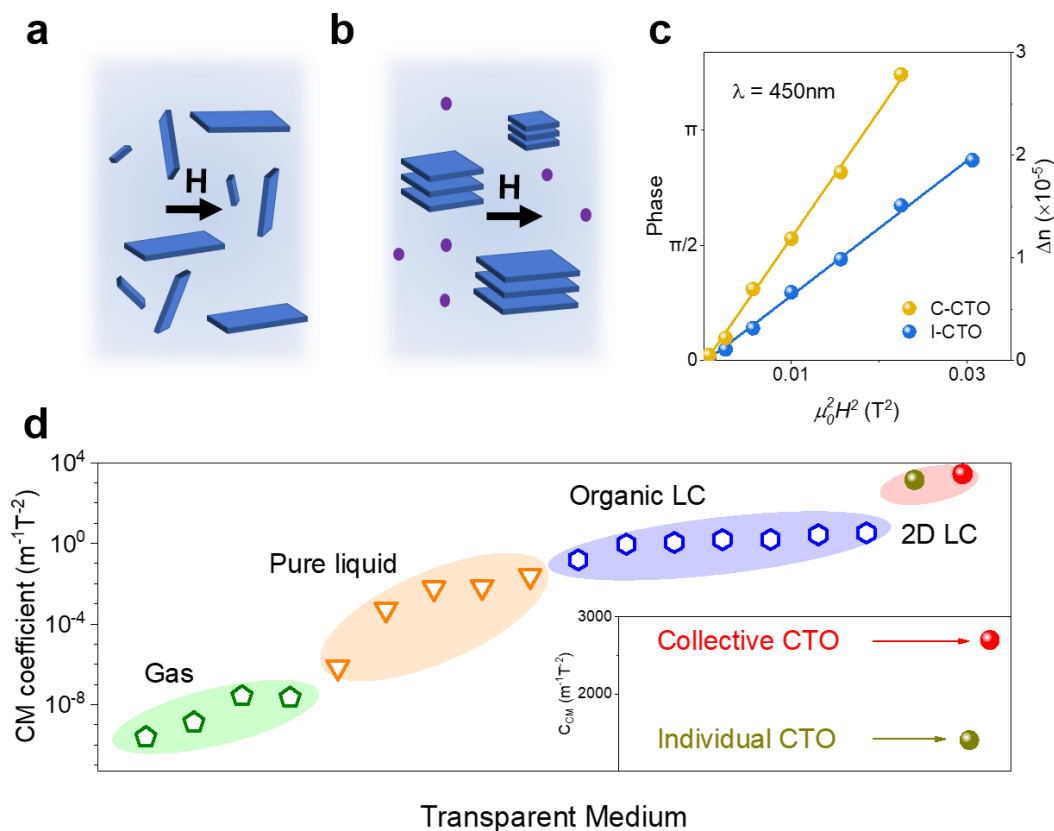 a
b
c
H
H
λ = 450nm
Phase
π
π/2
0
3
2
1
0
Δn (×10⁻⁵)
C-CTO
I-CTO
0.01
0.03
μ₀²H² (T²)
d
CM coefficient (m⁻¹T⁻²)
10⁴
10⁰
10⁻⁴
10⁻⁸
Gas
Pure liquid
Organic LC
2D LC
3000
2000
C_CM (m⁻¹T⁻²)
Collective CTO
Individual CTO
Transparent Medium